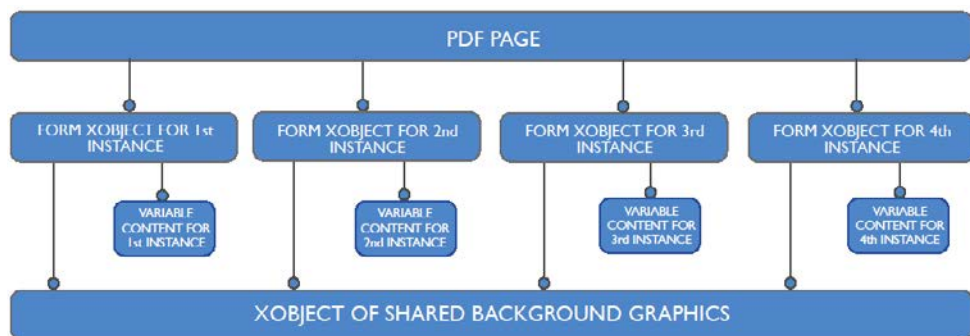 PDF PAGE
FORM XOBJECT FOR 1st
INSTANCE
FORM XOBJECT FOR 2nd
INSTANCE
FORM XOBJECT FOR 3rd
INSTANCE
FORM XOBJECT FOR 4th
INSTANCE
VARIABLE
CONTENT FOR
1st INSTANCE
VARIABLE
CONTENT FOR
2nd INSTANCE
VARIABLE
CONTENT FOR
3rd INSTANCE
VARIABLE
CONTENT FOR
4th INSTANCE
XOBJECT OF SHARED BACKGROUND GRAPHICS